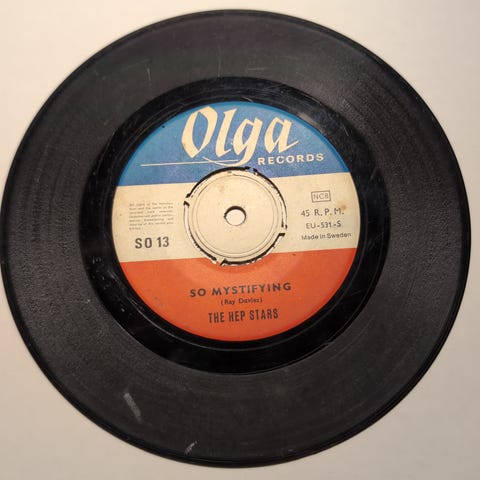 Olga
RECORDS
NCB
45 R. P. M.
EU-531-S
Made in Sweden
SO 13
SO MYSTIFYING
(Ray Davies)
THE HEP STARS